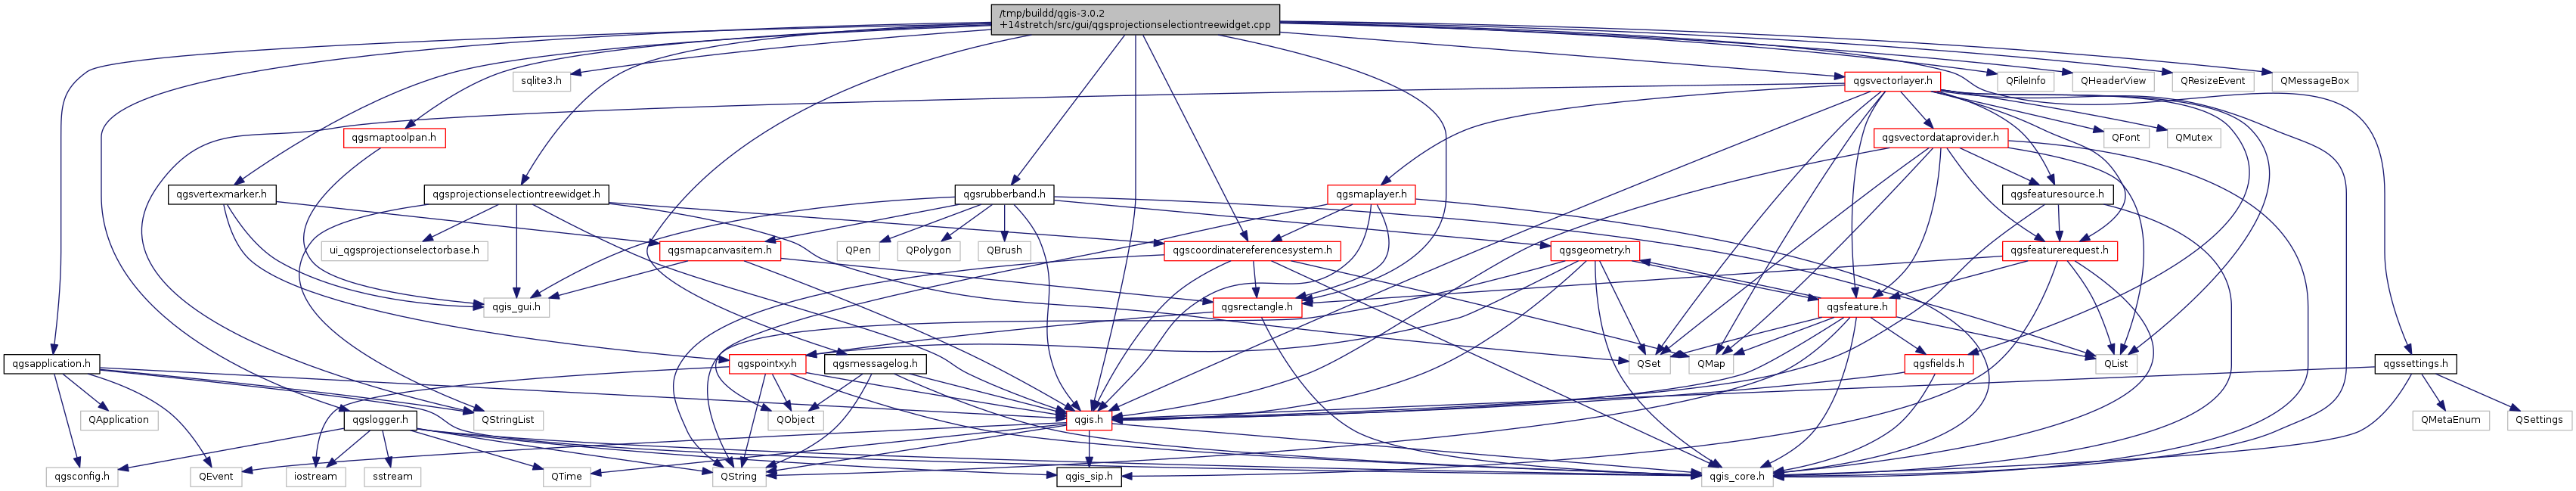 /tmp/buildd/qgis-3.0.2
+14stretch/src/gui/qgsprojectionselectiontreewidget.cpp
sqlite3.h
qgsvectorlayer.h
QFileInfo
QHeaderView
QResizeEvent
QMessageBox
qgsmaptoolpan.h
qgsvectordataprovider.h
QFont
QMutex
qgsvertexmarker.h
qgsprojectionselectiontreewidget.h
qgsrubberband.h
qgsmaplayer.h
qgsfeaturesource.h
ui_qgsprojectionselectorbase.h
qgsmapcanvasitem.h
QPen
QPolygon
QBrush
qgscoordinatereferencesystem.h
qgsgeometry.h
qgsfeaturerequest.h
qgis_gui.h
qgsrectangle.h
qgsfeature.h
qgsapplication.h
qgspointxy.h
qgsmessagelog.h
QSet
QMap
qgsfields.h
QList
qgssettings.h
QApplication
qgslogger.h
QStringList
QObject
qgis.h
QMetaEnum
QSettings
qgsconfig.h
QEvent
iostream
sstream
QTime
QString
qgis_sip.h
qgis_core.h